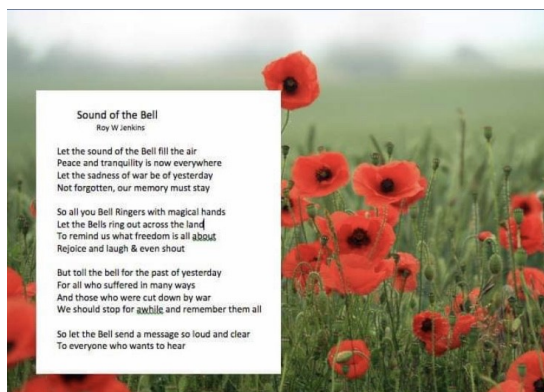 Sound of the Bell
Roy W Jenkins
Let the sound of the Bell fill the air
Peace and tranquility is now everywhere
Let the sadness of war be of yesterday
Not forgotten, our memory must stay
So all you Bell Ringers with magical hands
Let the Bells ring out across the land
To remind us what freedom is all about
Rejoice and laugh & even shout
But toll the bell for the past of yesterday
For all who suffered in many ways
And those who were cut down by war
We should stop for awhile and remember them all
So let the Bell send a message so loud and clear
To everyone who wants to hear